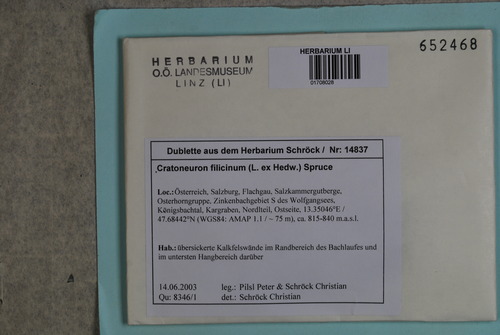 HERBARIUM LI
652468
HERBARIUM
O.Ö. LANDESMUSEUM
LINZ (LI)
01709028
Dublette aus dem Herbarium Schröck / Nr: 14837
Cratoneuron filicinum (L. ex Hedw.) Spruce
Loc.: Österreich, Salzburg, Flachgau, Salzkammergutberge,
Osterhorngruppe, Zinkenbachgebiet S des Wolfgangsees,
Königsbachtal, Kargraben, Nordteil, Ostseite, 13.35046°E /
47.68442°N (WGS84: AMAP 1.1 / ~ 75 m), ca. 815-840 m.a.s.l.
Hab.: übersickerte Kalkfelswände im Randbereich des Bachlaufes und
im untersten Hangbereich darüber
14.06.2003 leg.: Pilsl Peter & Schröck Christian
Qu: 8346/1 det.: Schröck Christian